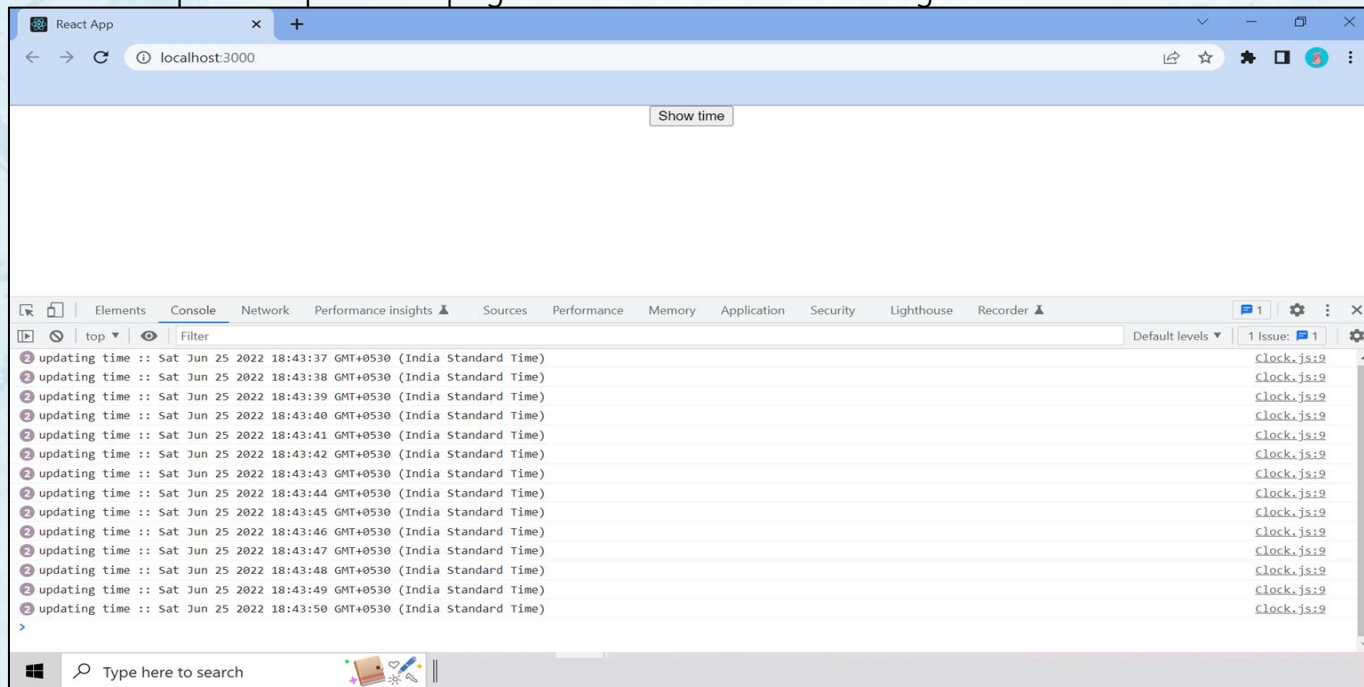 React App
localhost:3000
Show time
Elements Console Network Performance insights Sources Performance Memory Application Security Lighthouse Recorder 1
top Filter Default levels 1 Issue: 1
2 updating time :: Sat Jun 25 2022 18:43:37 GMT+0530 (India Standard Time) Clock.js:9
2 updating time :: Sat Jun 25 2022 18:43:38 GMT+0530 (India Standard Time) Clock.js:9
2 updating time :: Sat Jun 25 2022 18:43:39 GMT+0530 (India Standard Time) Clock.js:9
2 updating time :: Sat Jun 25 2022 18:43:40 GMT+0530 (India Standard Time) Clock.js:9
2 updating time :: Sat Jun 25 2022 18:43:41 GMT+0530 (India Standard Time) Clock.js:9
2 updating time :: Sat Jun 25 2022 18:43:42 GMT+0530 (India Standard Time) Clock.js:9
2 updating time :: Sat Jun 25 2022 18:43:43 GMT+0530 (India Standard Time) Clock.js:9
2 updating time :: Sat Jun 25 2022 18:43:44 GMT+0530 (India Standard Time) Clock.js:9
2 updating time :: Sat Jun 25 2022 18:43:45 GMT+0530 (India Standard Time) Clock.js:9
2 updating time :: Sat Jun 25 2022 18:43:46 GMT+0530 (India Standard Time) Clock.js:9
2 updating time :: Sat Jun 25 2022 18:43:47 GMT+0530 (India Standard Time) Clock.js:9
2 updating time :: Sat Jun 25 2022 18:43:48 GMT+0530 (India Standard Time) Clock.js:9
2 updating time :: Sat Jun 25 2022 18:43:49 GMT+0530 (India Standard Time) Clock.js:9
2 updating time :: Sat Jun 25 2022 18:43:50 GMT+0530 (India Standard Time) Clock.js:9
>
Type here to search